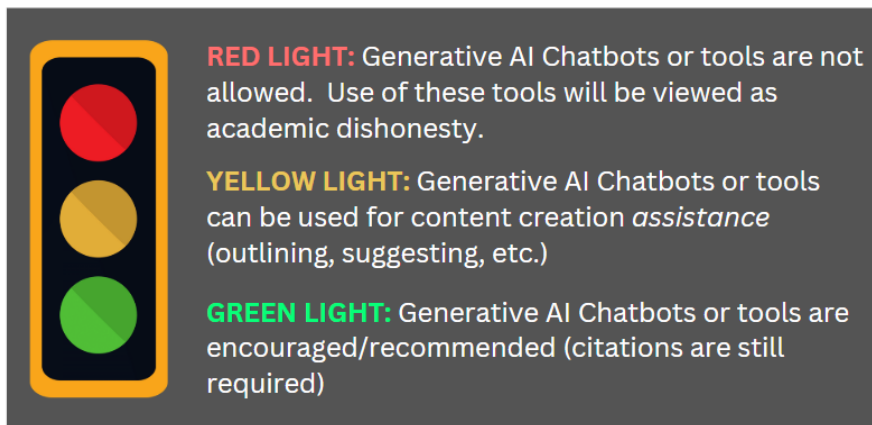 RED LIGHT: Generative AI Chatbots or tools are not
allowed.  Use of these tools will be viewed as
academic dishonesty.
YELLOW LIGHT: Generative AI Chatbots or tools
can be used for content creation assistance
(outlining, suggesting, etc.)
GREEN LIGHT: Generative AI Chatbots or tools are
encouraged/recommended (citations are still
required)